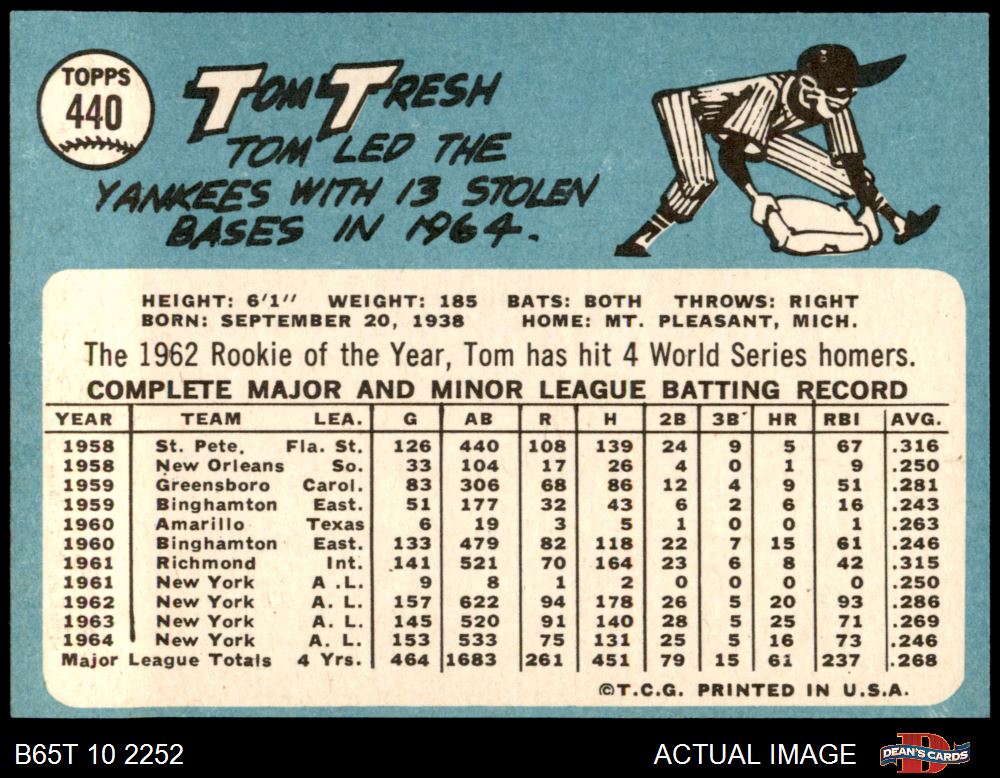 TOPPS
440
TOM TRESH
TOM LED THE
YANKEES WITH 13 STOLEN
BASES IN 1964.
HEIGHT: 6'1" WEIGHT: 185 BATS: BOTH THROWS: RIGHT
BORN: SEPTEMBER 20, 1938 HOME: MT. PLEASANT, MICH.
The 1962 Rookie of the Year, Tom has hit 4 World Series homers.
COMPLETE MAJOR AND MINOR LEAGUE BATTING RECORD
YEAR TEAM LEA. G AB R H 2B 3B HR RBI AVG.
1958 St. Pete. Fla. St. 126 440 108 139 24 9 5 67 .316
1958 New Orleans So. 33 104 17 26 4 0 1 9 .250
1959 Greensboro Carol. 83 306 68 86 12 4 9 51 .281
1959 Binghamton East. 51 177 32 43 6 2 6 16 .243
1960 Amarillo Texas 6 19 3 5 1 0 0 1 .263
1960 Binghamton East. 133 479 82 118 22 7 15 61 .246
1961 Richmond Int. 141 521 70 164 23 6 8 42 .315
1961 New York A .L. 9 8 1 2 0 0 0 0 .250
1962 New York A. L. 157 622 94 178 26 5 20 93 .286
1963 New York A. L. 145 520 91 140 28 5 25 71 .269
1964 New York A. L. 153 533 75 131 25 5 16 73 .246
Major League Totals 4 Yrs. 464 1683 261 451 79 15 61 237 .268
©T.C.G. PRINTED IN U.S.A.
B65T 10 2252 ACTUAL IMAGE DEAN'S CARDS